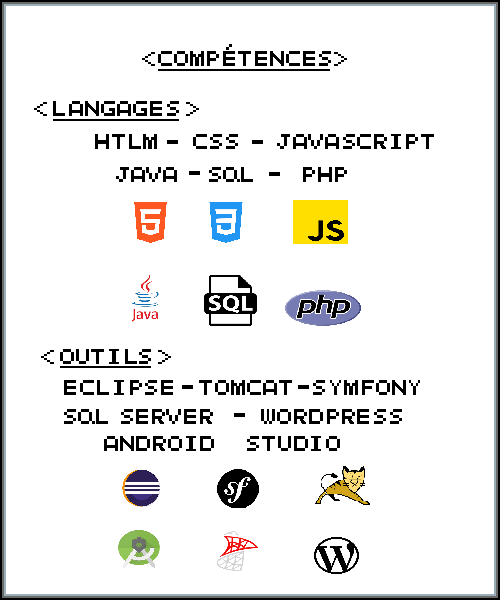 <COMPÉTENCES>
<LANGAGES >
HTLM - CSS - JAVASCRIPT
JAVA - SQL - PHP
5 3 JS
Java SQL php
<OUTILS >
ECLIPSE - TOMCAT - SYMFONY
SQL SERVER - WORDPRESS
ANDROID STUDIO
sf
W